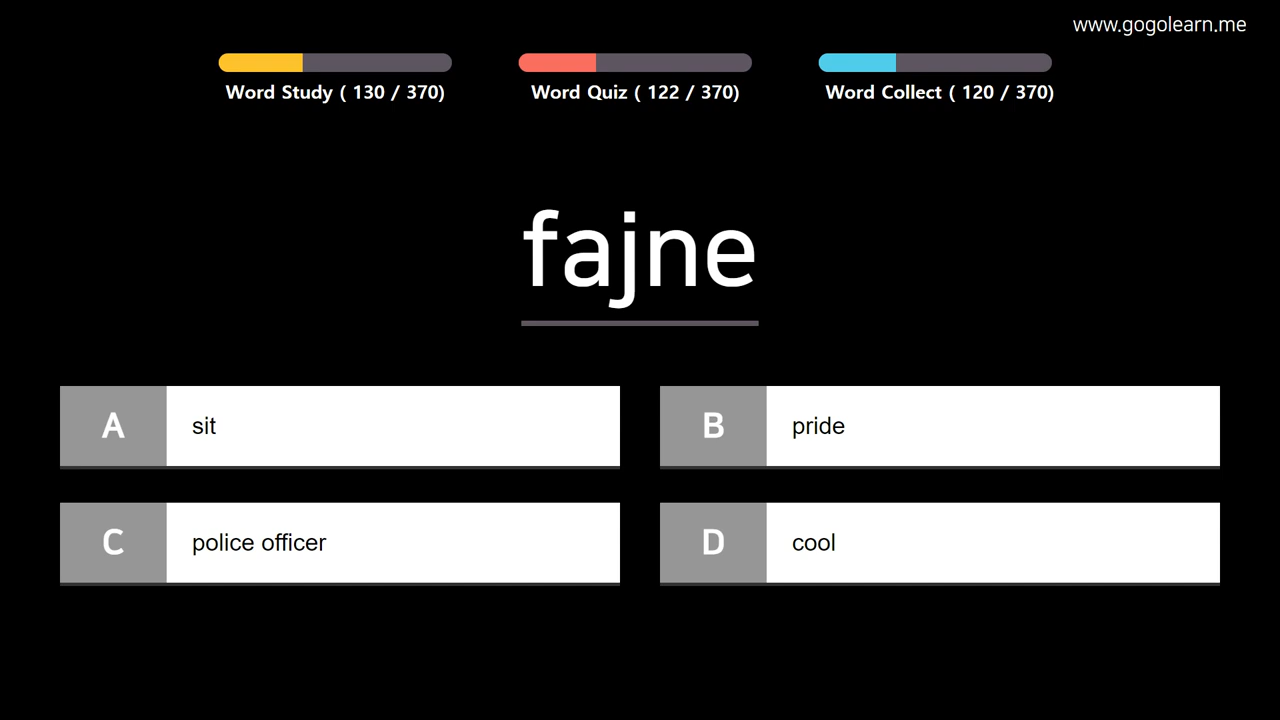 www.gogolearn.me
Word Study ( 130 / 370)
Word Quiz ( 122 / 370)
Word Collect ( 120 / 370)
fajne
A sit
B pride
C police officer
D cool